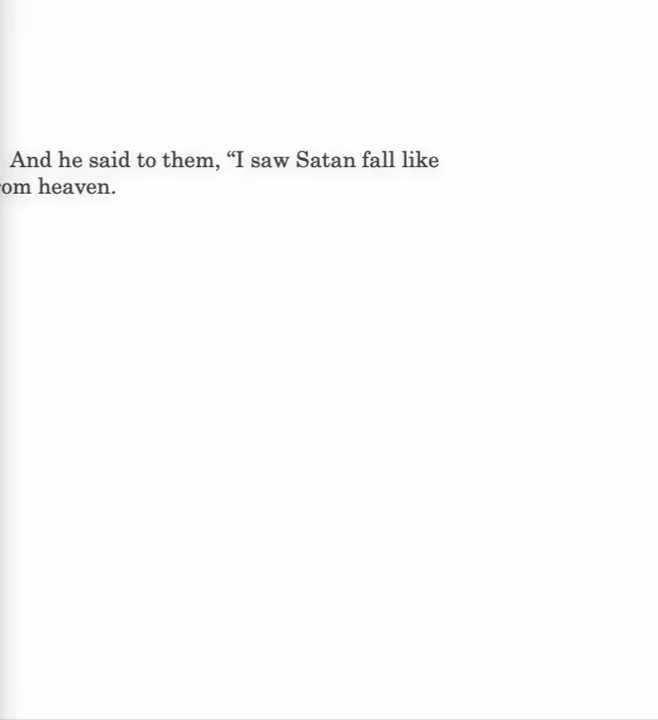 And he said to them, “I saw Satan fall like
om heaven.